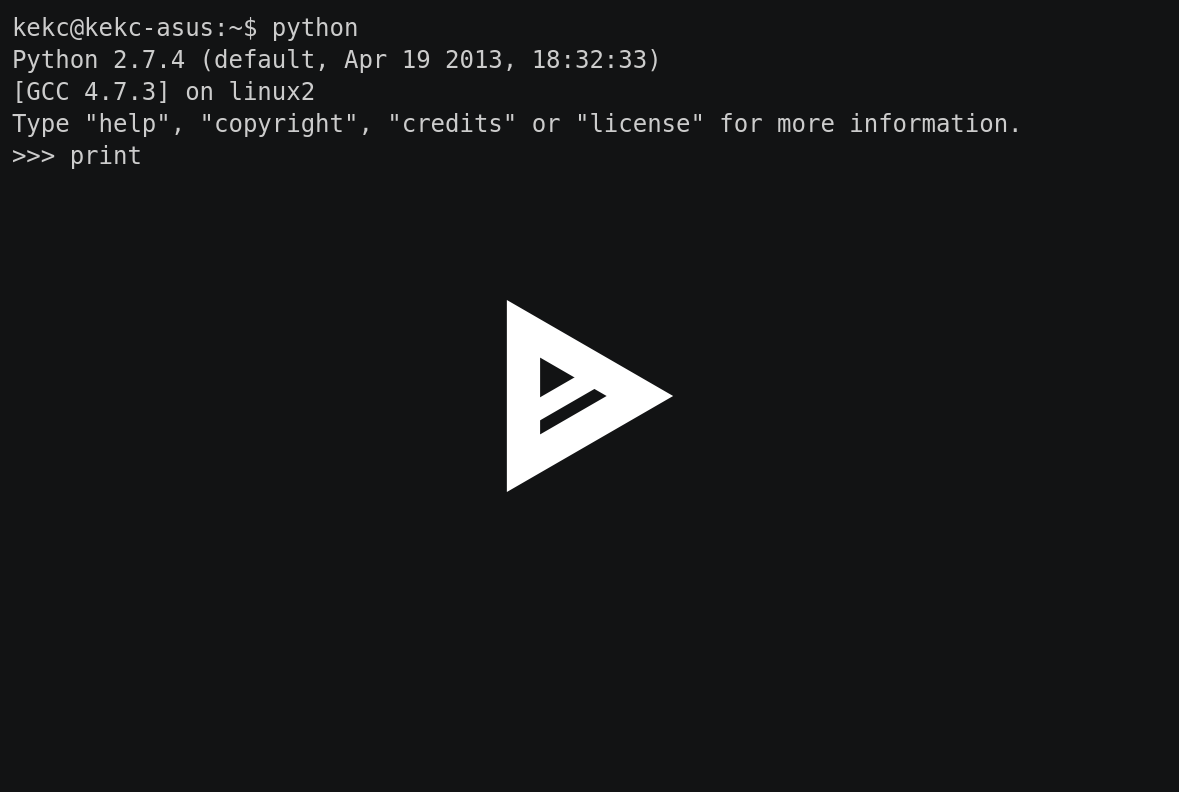 kekc@kekc-asus:~$ python
Python 2.7.4 (default, Apr 19 2013, 18:32:33)
[GCC 4.7.3] on linux2
Type "help", "copyright", "credits" or "license" for more information.
>>> print